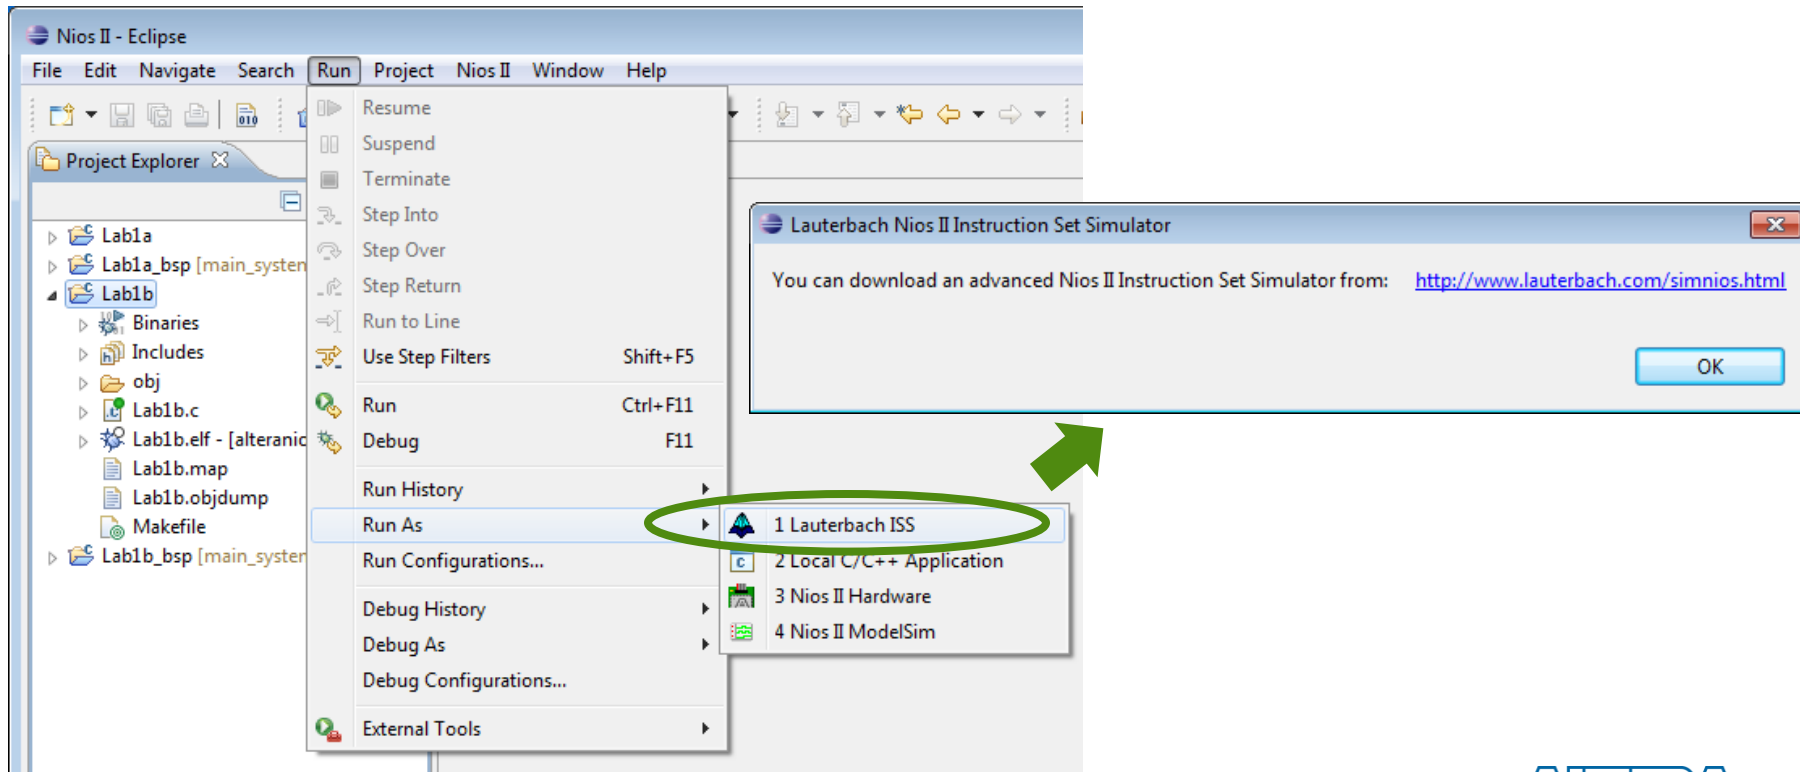 Nios II - Eclipse
File Edit Navigate Search Run Project Nios II Window Help
Project Explorer
Lab1a
Lab1a_bsp [main_system
Lab1b
Binaries
Includes
obj
Lab1b.c
Lab1b.elf - [alteranic
Lab1b.map
Lab1b.objdump
Makefile
Lab1b_bsp [main_system
Resume
Suspend
Terminate
Step Into
Step Over
Step Return
Run to Line
Use Step Filters Shift+F5
Run Ctrl+F11
Debug F11
Run History
Run As
Run Configurations...
Debug History
Debug As
Debug Configurations...
External Tools
1 Lauterbach ISS
2 Local C/C++ Application
3 Nios II Hardware
4 Nios II ModelSim
Lauterbach Nios II Instruction Set Simulator
You can download an advanced Nios II Instruction Set Simulator from: http://www.lauterbach.com/simnios.html
OK